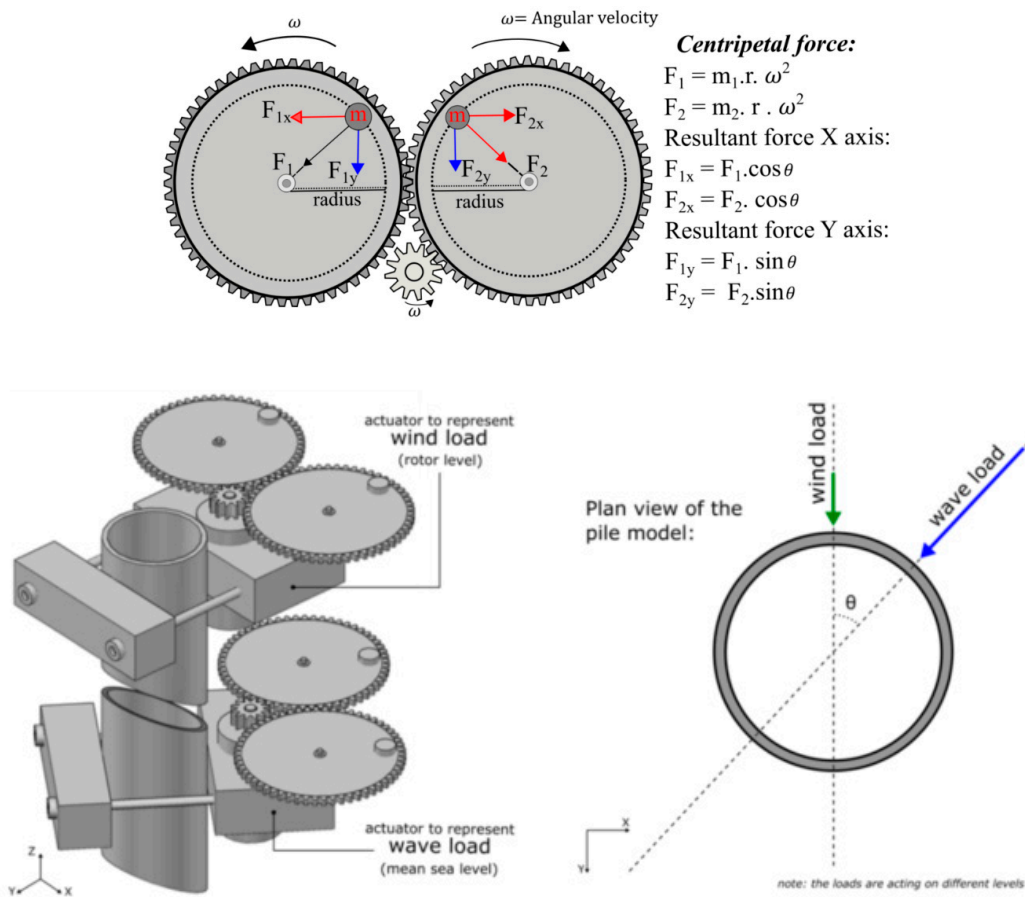 ω
ω= Angular velocity
F₁ₓ
m
m
F₂ₓ
F₁
F₁y
F₂y
F₂
radius
radius
ω
Centripetal force:
F₁ = m₁.r. ω²
F₂ = m₂. r . ω²
Resultant force X axis:
F₁ₓ = F₁.cosθ
F₂ₓ = F₂. cosθ
Resultant force Y axis:
F₁y = F₁. sinθ
F₂y = F₂.sinθ
actuator to represent
wind load
(rotor level)
actuator to represent
wave load
(mean sea level)
Z
Y
X
Plan view of the
pile model:
wind load
wave load
θ
X
Y
note: the loads are acting on different levels